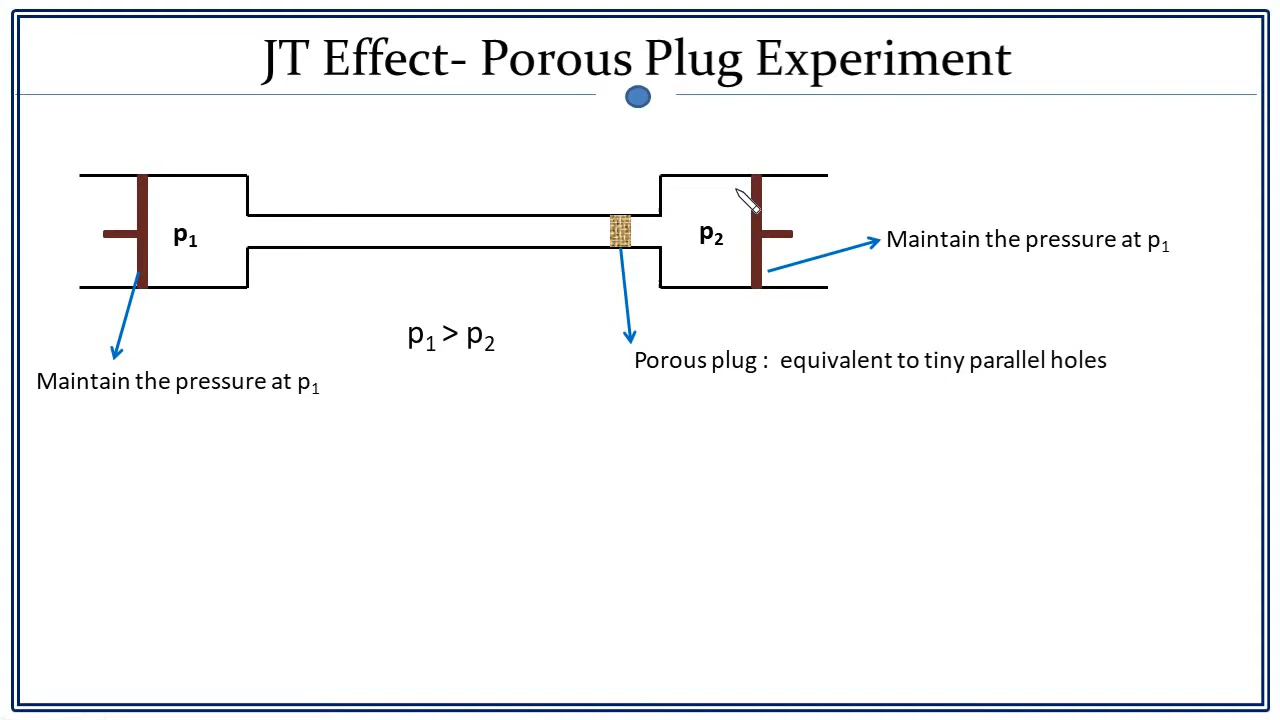 JT Effect- Porous Plug Experiment
p₁
p₂
Maintain the pressure at p₁
p₁ > p₂
Porous plug : equivalent to tiny parallel holes
Maintain the pressure at p₁